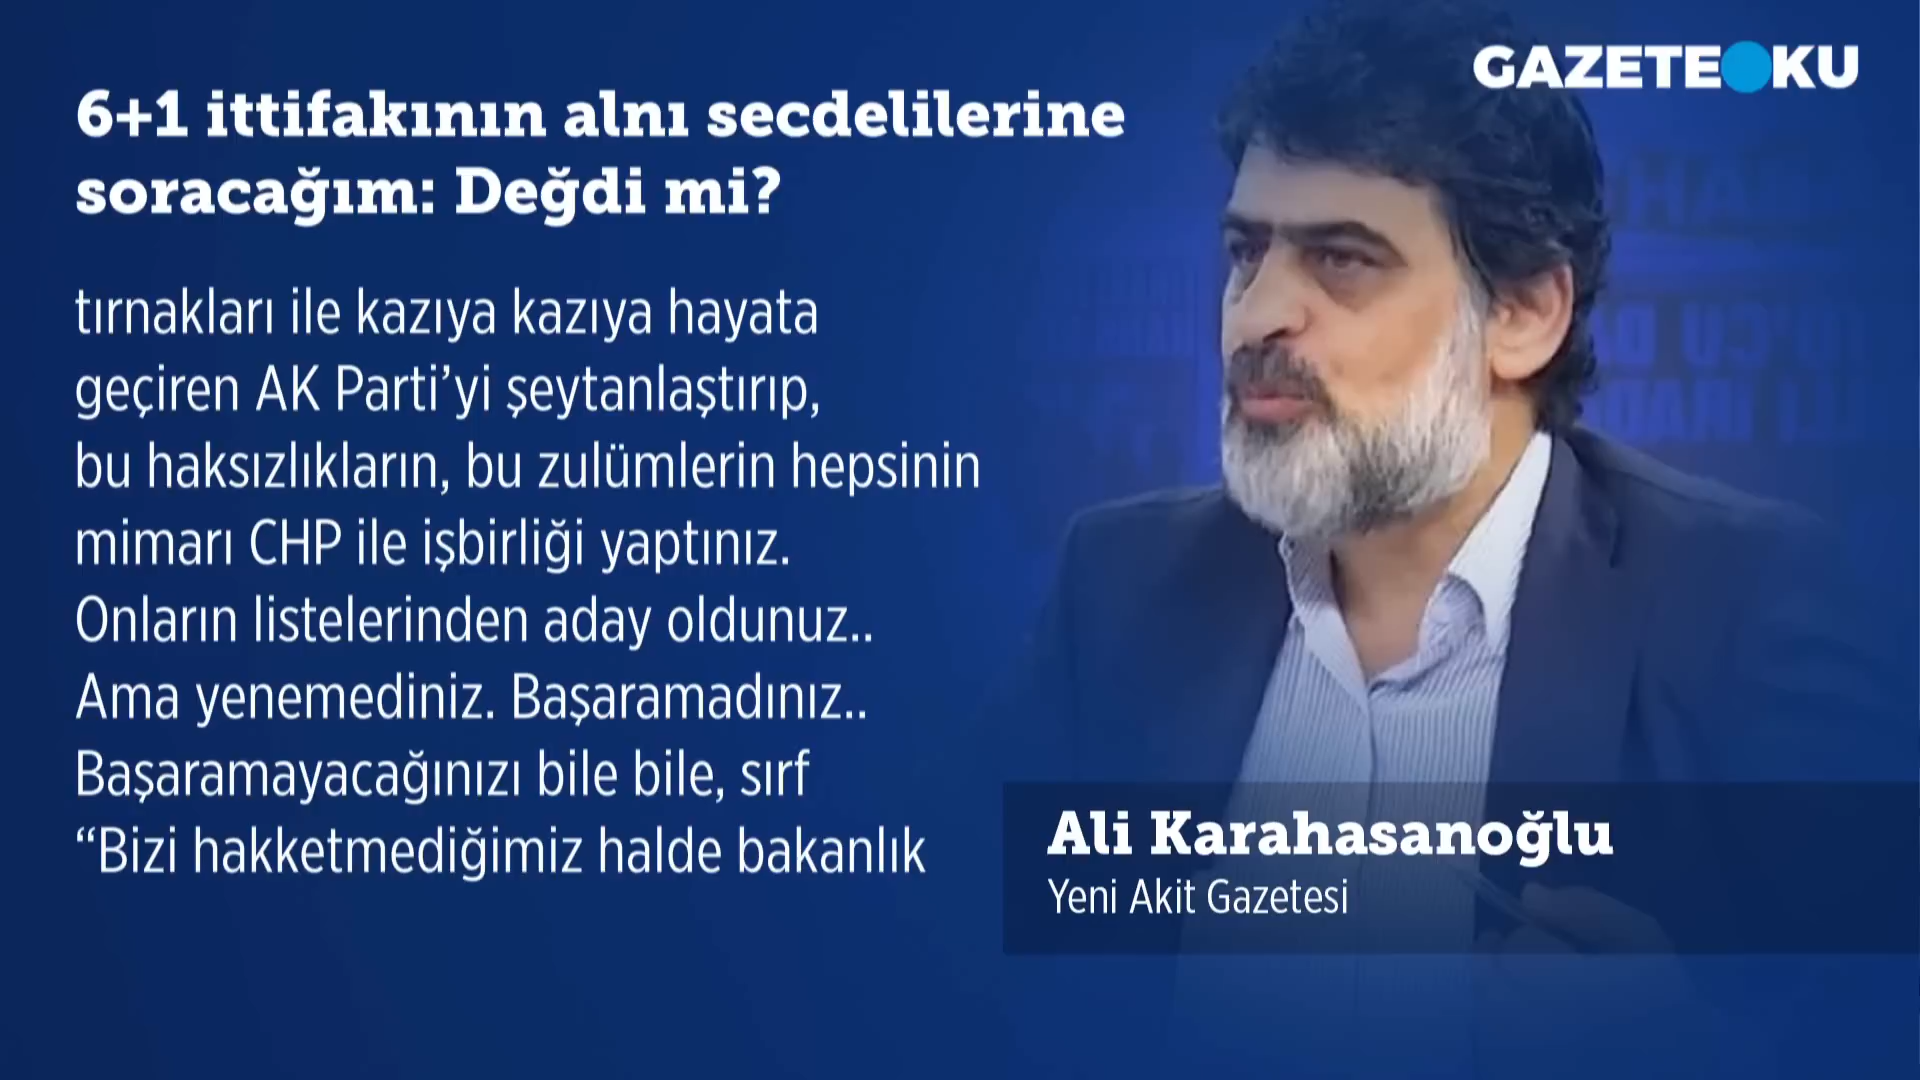 GAZETE●KU
6+1 ittifakının alnı secdelilerine
soracağım: Değdi mi?
tırnakları ile kazıya kazıya hayata
geçiren AK Parti’yi şeytanlaştırıp,
bu haksızlıkların, bu zulümlerin hepsinin
mimarı CHP ile işbirliği yaptınız.
Onların listelerinden aday oldunuz..
Ama yenemediniz. Başaramadınız..
Başaramayacağınızı bile bile, sırf
“Bizi hakketmediğimiz halde bakanlık
Ali Karahasanoğlu
Yeni Akit Gazetesi